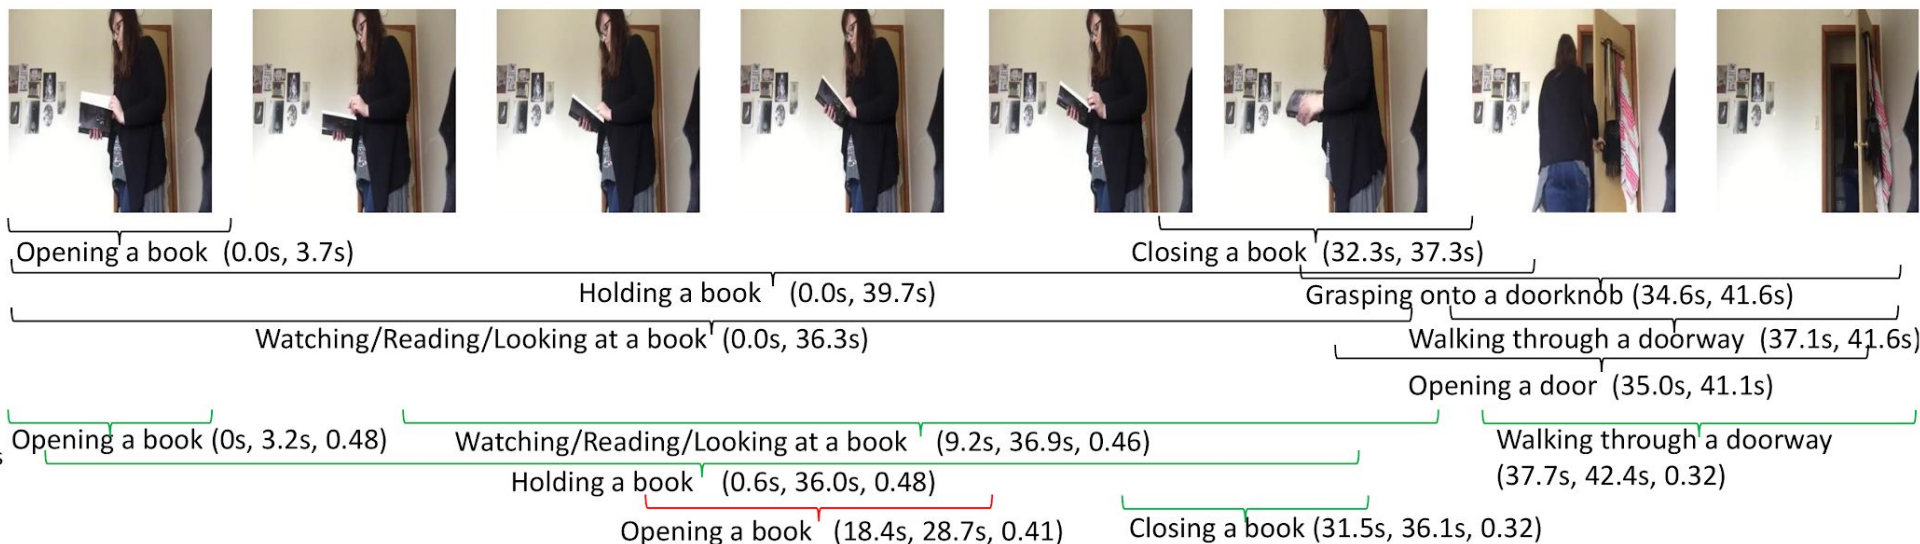 Opening a book (0.0s, 3.7s)
Closing a book (32.3s, 37.3s)
Holding a book (0.0s, 39.7s)
Grasping onto a doorknob (34.6s, 41.6s)
Watching/Reading/Looking at a book (0.0s, 36.3s)
Walking through a doorway (37.1s, 41.6s)
Opening a door (35.0s, 41.1s)
Opening a book (0s, 3.2s, 0.48)
Watching/Reading/Looking at a book (9.2s, 36.9s, 0.46)
Walking through a doorway
(37.7s, 42.4s, 0.32)
s
Holding a book (0.6s, 36.0s, 0.48)
Opening a book (18.4s, 28.7s, 0.41)
Closing a book (31.5s, 36.1s, 0.32)